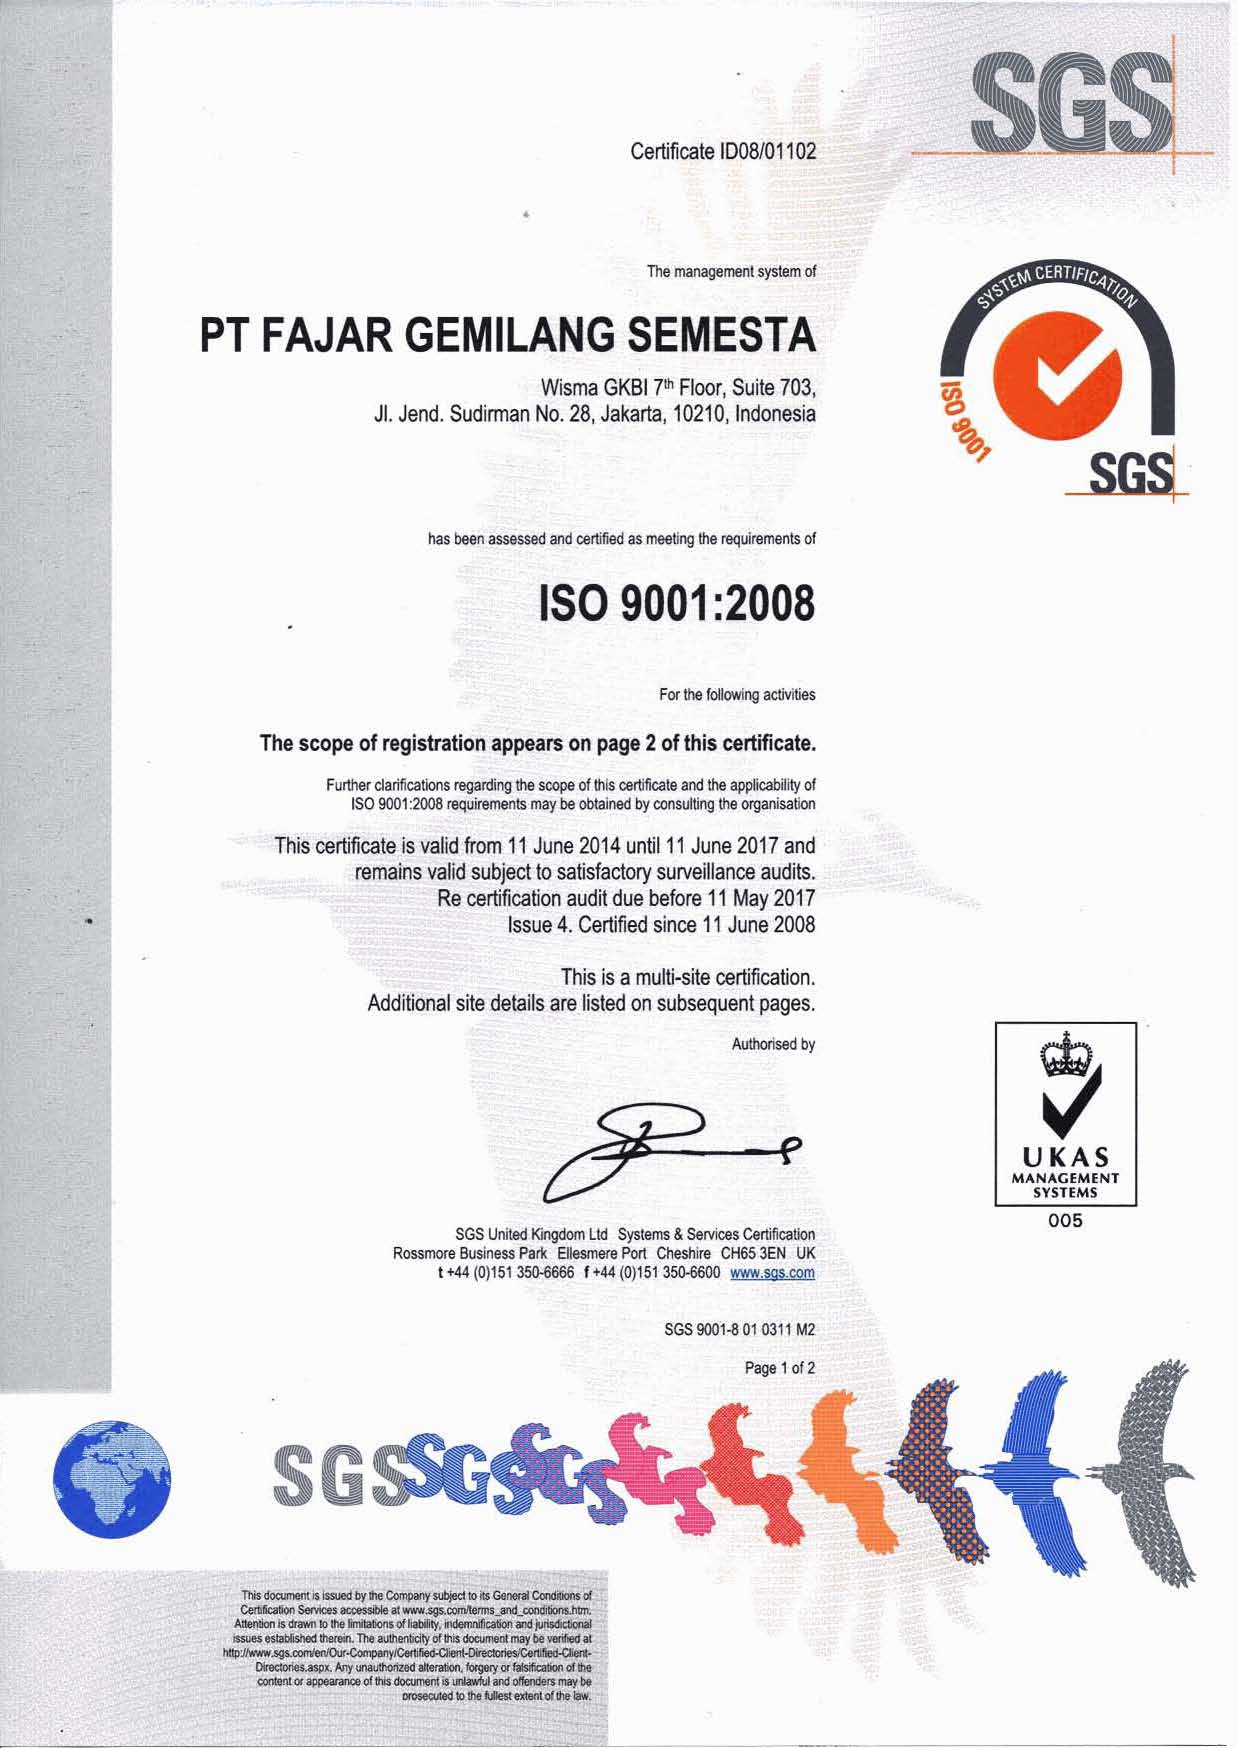 SGS
Certificate ID08/01102
The management system of
PT FAJAR GEMILANG SEMESTA
Wisma GKBI 7th Floor, Suite 703,
Jl. Jend. Sudirman No. 28, Jakarta, 10210, Indonesia
SYSTEM CERTIFICATION
ISO 9001
SGS
has been assessed and certified as meeting the requirements of
ISO 9001:2008
For the following activities
The scope of registration appears on page 2 of this certificate.
Further clarifications regarding the scope of this certificate and the applicability of
ISO 9001:2008 requirements may be obtained by consulting the organisation
This certificate is valid from 11 June 2014 until 11 June 2017 and
remains valid subject to satisfactory surveillance audits.
Re certification audit due before 11 May 2017
Issue 4. Certified since 11 June 2008
This is a multi-site certification.
Additional site details are listed on subsequent pages.
Authorised by
UKAS
MANAGEMENT
SYSTEMS
005
SGS United Kingdom Ltd Systems & Services Certification
Rossmore Business Park Ellesmere Port Cheshire CH65 3EN UK
t +44 (0)151 350-6666 f +44 (0)151 350-6600 www.sgs.com
SGS 9001-8 01 0311 M2
Page 1 of 2
SGSSGSSGS
This document is issued by the Company subject to its General Conditions of
Certification Services accessible at www.sgs.com/terms_and_conditions.htm.
Attention is drawn to the limitations of liability, indemnification and jurisdictional
issues established therein. The authenticity of this document may be verified at
http://www.sgs.com/en/Our-Company/Certified-Client-Directories/Certified-Client-
Directories.aspx. Any unauthorized alteration, forgery or falsification of the
content or appearance of this document is unlawful and offenders may be
prosecuted to the fullest extent of the law.